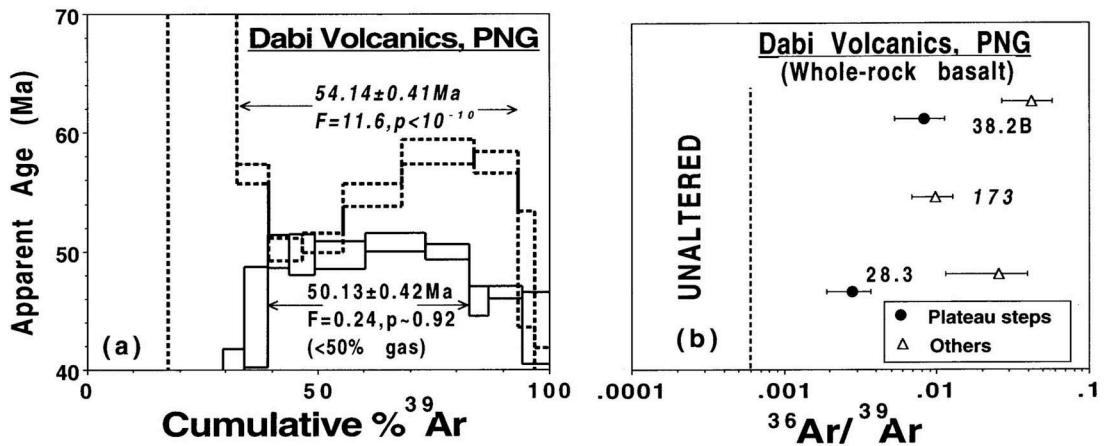 70
60
50
40
0
50
100
Apparent Age (Ma)
Cumulative % ³⁹Ar
Dabi Volcanics, PNG
54.14±0.41Ma
F=11.6,p<10⁻¹⁰
50.13±0.42Ma
F=0.24,p~0.92
(<50% gas)
(a)
b)
Dabi Volcanics, PNG
(Whole-rock basalt)
UNALTERED
38.2B
173
28.3
Plateau steps
Others
(b)
.0001
.001
.01
.1
³⁶Ar/³⁹Ar